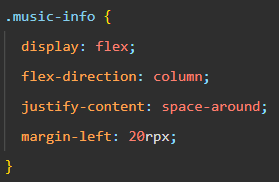 .music-info {
  display: flex;
  flex-direction: column;
  justify-content: space-around;
  margin-left: 20rpx;
}